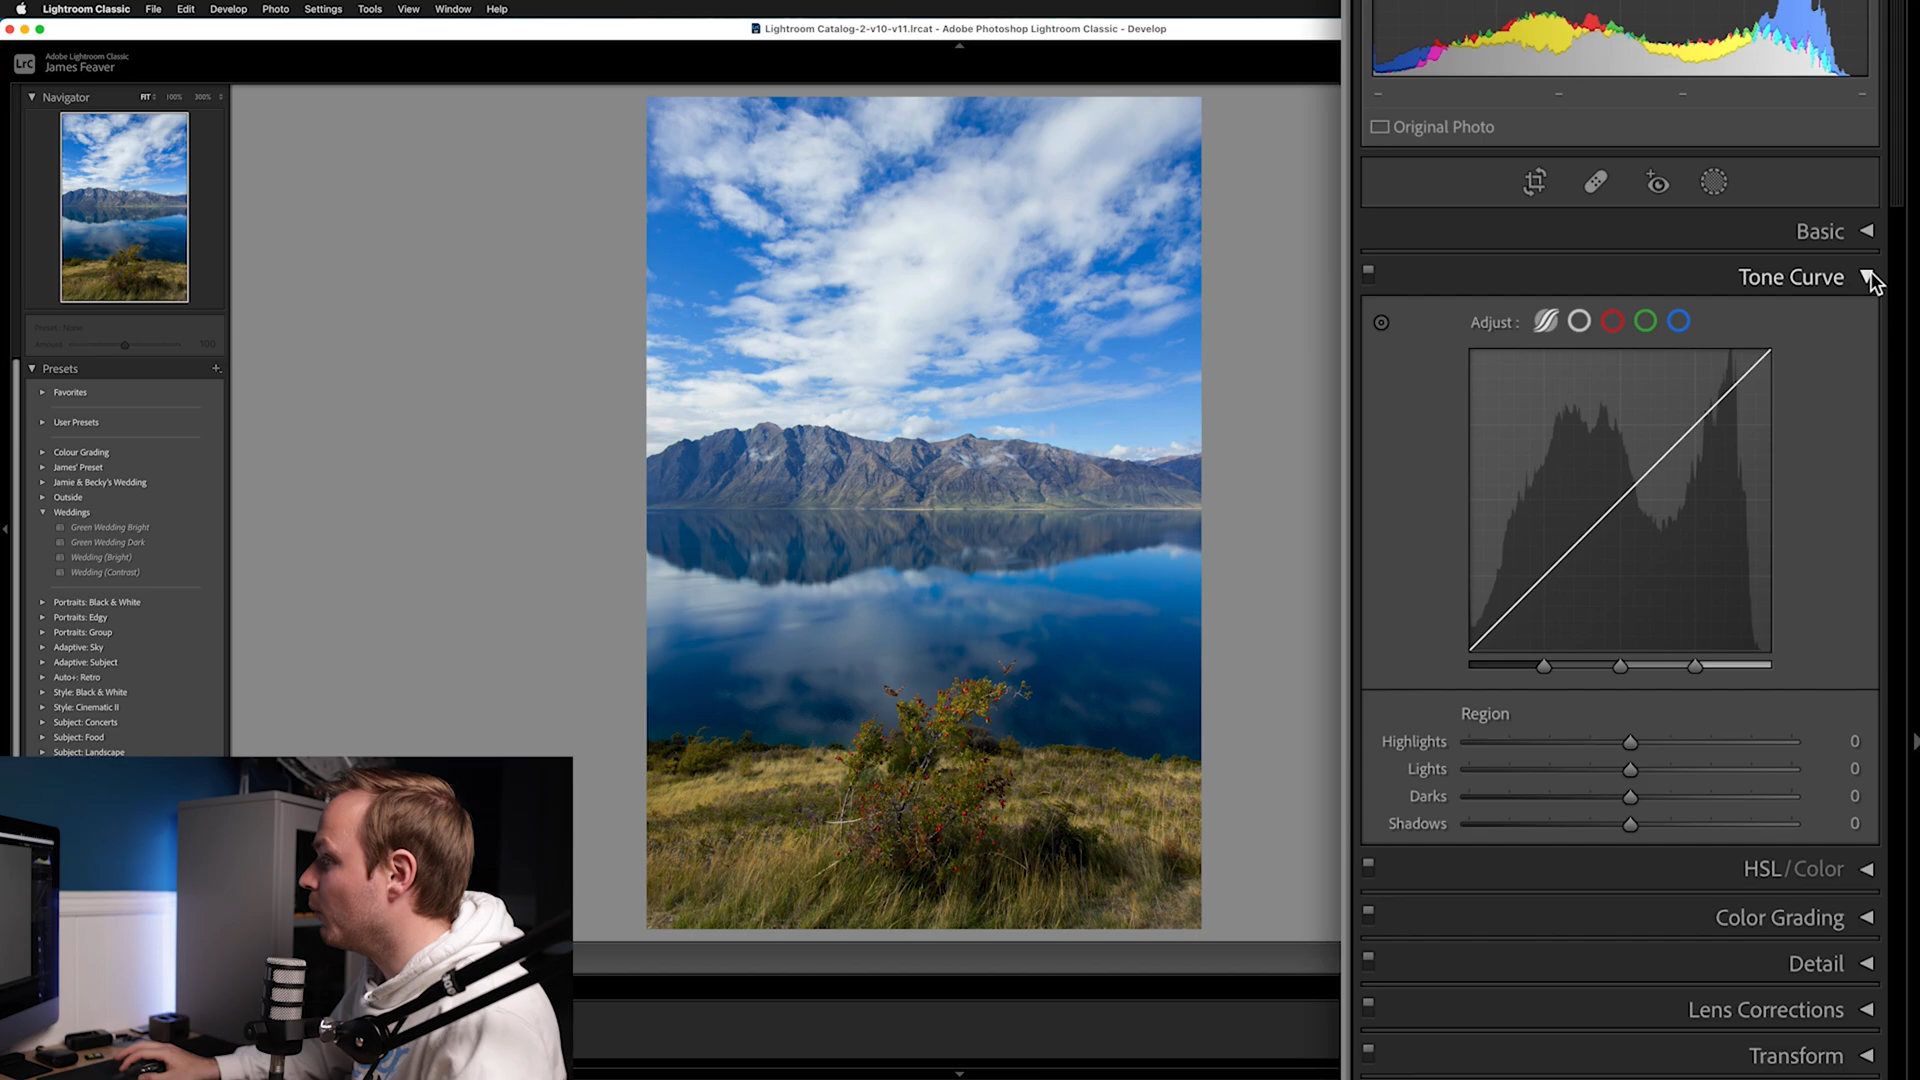 Lightroom Classic File Edit Develop Photo Settings Tools View Window Help
Lightroom Catalog-2-v10-v11.lrcat - Adobe Photoshop Lightroom Classic - Develop
LrC
Adobe Lightroom Classic
James Feaver
Navigator FIT 100% 300%
Preset: None
Amount 100
Presets +
Favorites
User Presets
Colour Grading
James' Preset
Jamie & Becky's Wedding
Outside
Weddings
Green Wedding Bright
Green Wedding Dark
Wedding (Bright)
Wedding (Contrast)
Portraits: Black & White
Portraits: Edgy
Portraits: Group
Adaptive: Sky
Adaptive: Subject
Auto+: Retro
Style: Black & White
Style: Cinematic II
Subject: Concerts
Subject: Food
Subject: Landscape
Original Photo
Basic
Tone Curve
Adjust :
Region
Highlights 0
Lights 0
Darks 0
Shadows 0
HSL / Color
Color Grading
Detail
Lens Corrections
Transform